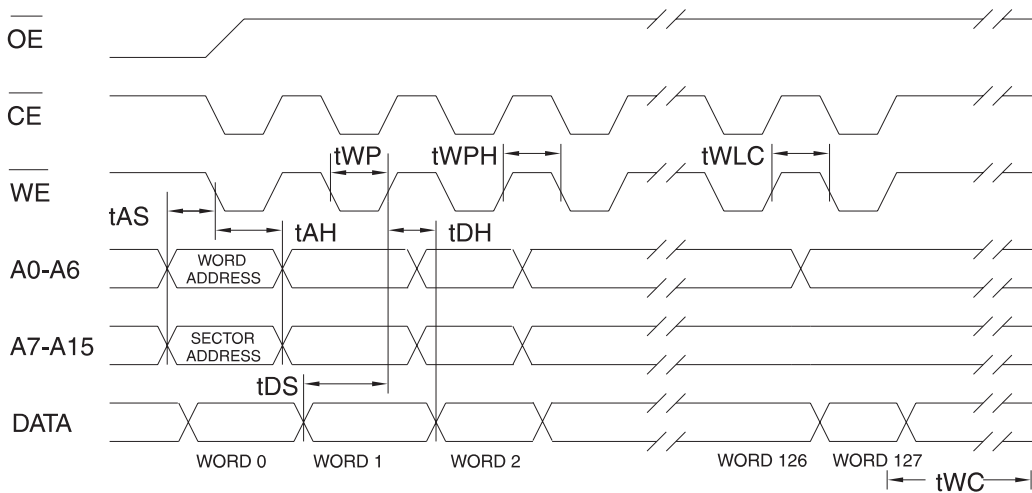 OE
CE
tWP
tWPH
tWLC
WE
tAS
tAH
tDH
A0-A6
WORD
ADDRESS
A7-A15
SECTOR
ADDRESS
tDS
DATA
WORD 0
WORD 1
WORD 2
WORD 126
WORD 127
tWC